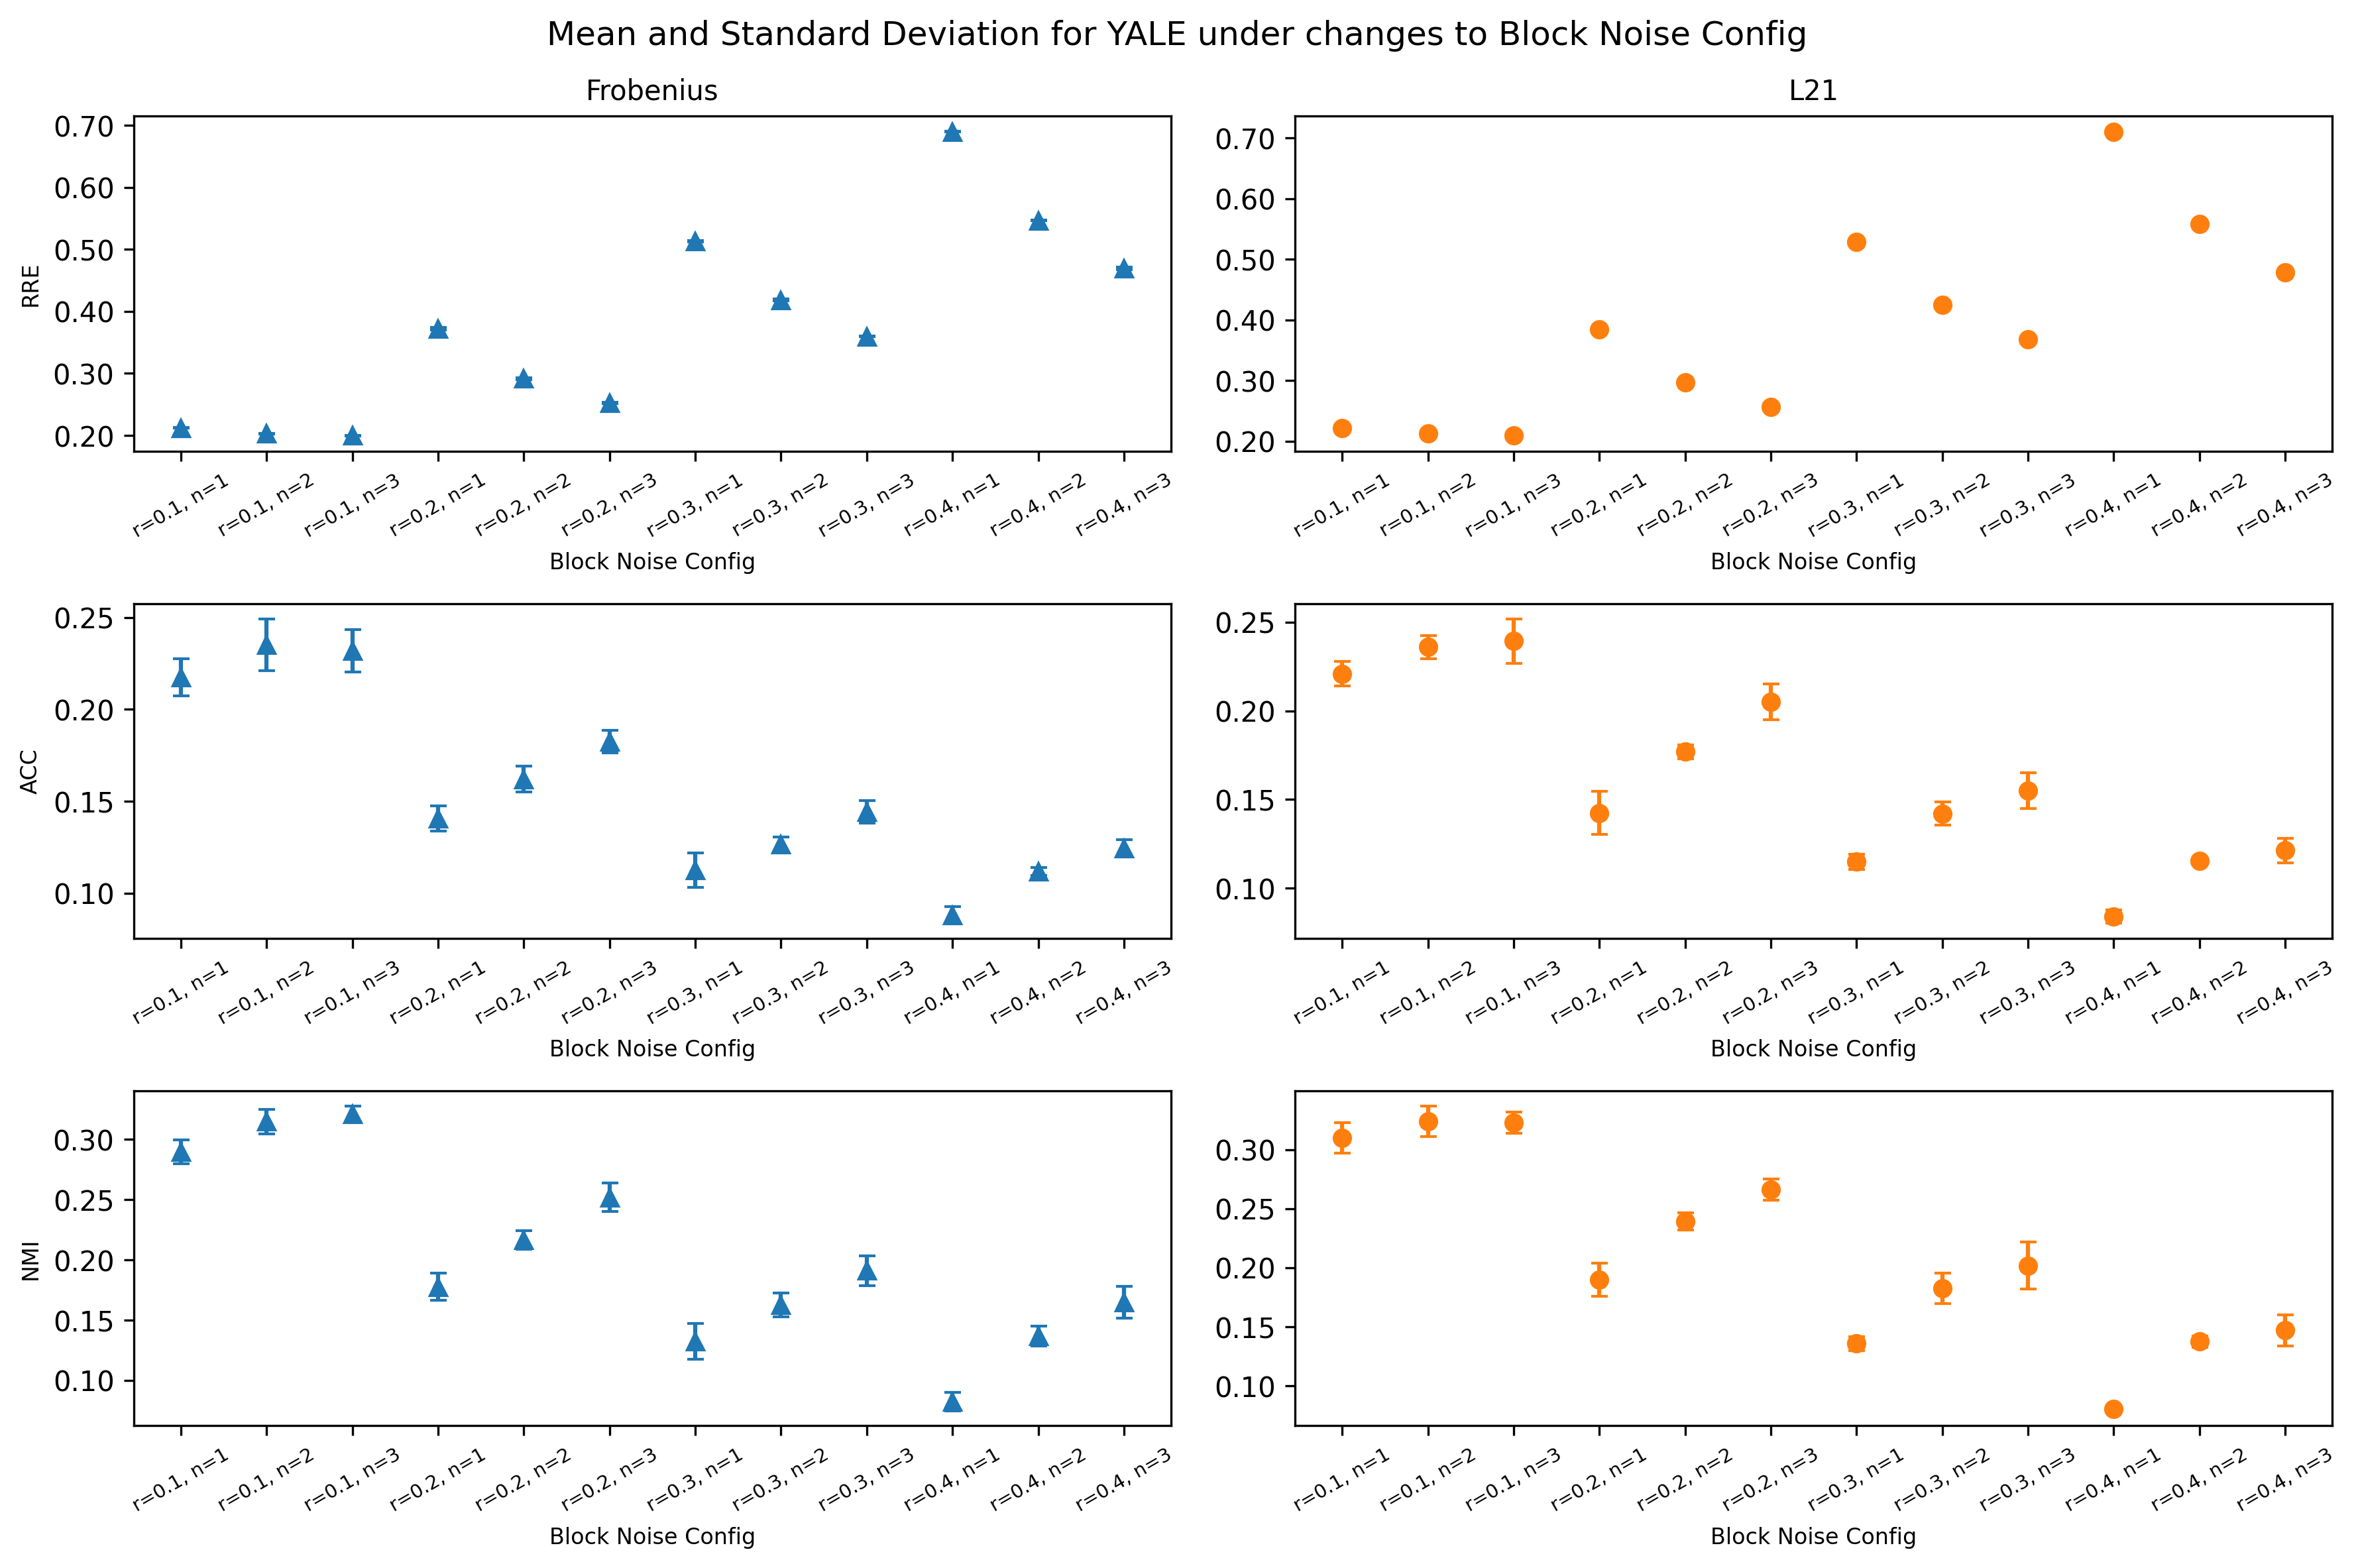 Mean and Standard Deviation for YALE under changes to Block Noise Config
Frobenius
RRE
0.70
0.60
0.50
0.40
0.30
0.20
r=0.1, n=1
r=0.1, n=2
r=0.1, n=3
r=0.2, n=1
r=0.2, n=2
r=0.2, n=3
r=0.3, n=1
r=0.3, n=2
r=0.3, n=3
r=0.4, n=1
r=0.4, n=2
r=0.4, n=3
Block Noise Config
L21
0.70
0.60
0.50
0.40
0.30
0.20
r=0.1, n=1
r=0.1, n=2
r=0.1, n=3
r=0.2, n=1
r=0.2, n=2
r=0.2, n=3
r=0.3, n=1
r=0.3, n=2
r=0.3, n=3
r=0.4, n=1
r=0.4, n=2
r=0.4, n=3
Block Noise Config
ACC
0.25
0.20
0.15
0.10
r=0.1, n=1
r=0.1, n=2
r=0.1, n=3
r=0.2, n=1
r=0.2, n=2
r=0.2, n=3
r=0.3, n=1
r=0.3, n=2
r=0.3, n=3
r=0.4, n=1
r=0.4, n=2
r=0.4, n=3
Block Noise Config
0.25
0.20
0.15
0.10
r=0.1, n=1
r=0.1, n=2
r=0.1, n=3
r=0.2, n=1
r=0.2, n=2
r=0.2, n=3
r=0.3, n=1
r=0.3, n=2
r=0.3, n=3
r=0.4, n=1
r=0.4, n=2
r=0.4, n=3
Block Noise Config
NMI
0.30
0.25
0.20
0.15
0.10
r=0.1, n=1
r=0.1, n=2
r=0.1, n=3
r=0.2, n=1
r=0.2, n=2
r=0.2, n=3
r=0.3, n=1
r=0.3, n=2
r=0.3, n=3
r=0.4, n=1
r=0.4, n=2
r=0.4, n=3
Block Noise Config
0.30
0.25
0.20
0.15
0.10
r=0.1, n=1
r=0.1, n=2
r=0.1, n=3
r=0.2, n=1
r=0.2, n=2
r=0.2, n=3
r=0.3, n=1
r=0.3, n=2
r=0.3, n=3
r=0.4, n=1
r=0.4, n=2
r=0.4, n=3
Block Noise Config